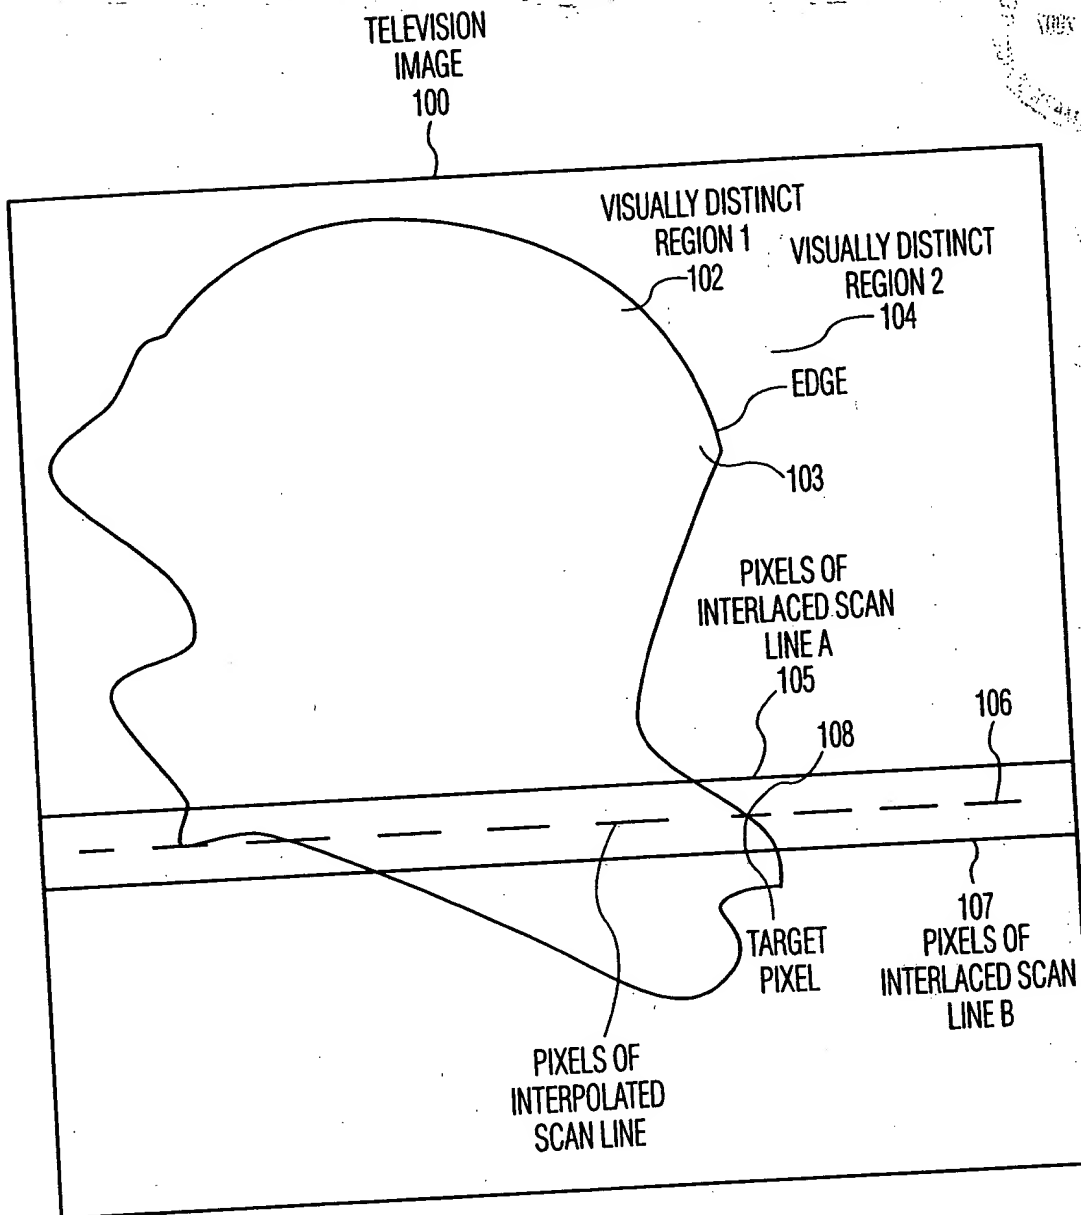 TELEVISION
IMAGE
100
VISUALLY DISTINCT
REGION 1
102
VISUALLY DISTINCT
REGION 2
104
EDGE
103
PIXELS OF
INTERLACED SCAN
LINE A
105
106
108
107
PIXELS OF
INTERLACED SCAN
LINE B
TARGET
PIXEL
PIXELS OF
INTERPOLATED
SCAN LINE